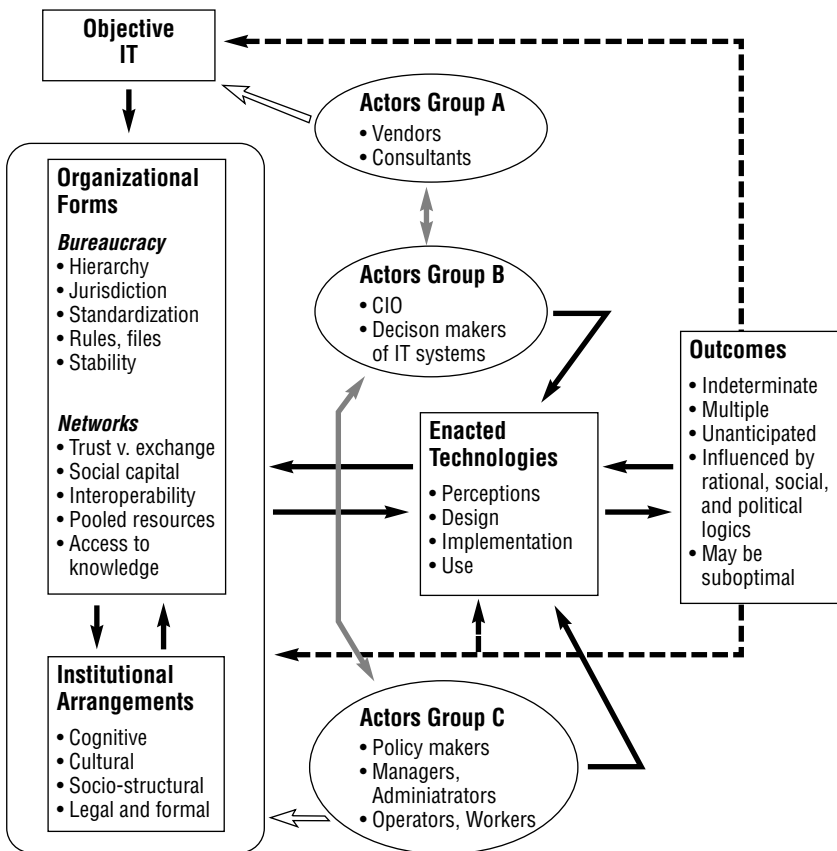 Objective
IT
Actors Group A
• Vendors
• Consultants
Organizational
Forms
Bureaucracy
• Hierarchy
• Jurisdiction
• Standardization
• Rules, files
• Stability
Networks
• Trust v. exchange
• Social capital
• Interoperability
• Pooled resources
• Access to
knowledge
Actors Group B
• CIO
• Decison makers
of IT systems
Enacted
Technologies
• Perceptions
• Design
• Implementation
• Use
Outcomes
• Indeterminate
• Multiple
• Unanticipated
• Influenced by
rational, social,
and political
logics
• May be
suboptimal
Institutional
Arrangements
• Cognitive
• Cultural
• Socio-structural
• Legal and formal
Actors Group C
• Policy makers
• Managers,
Adminiatrators
• Operators, Workers